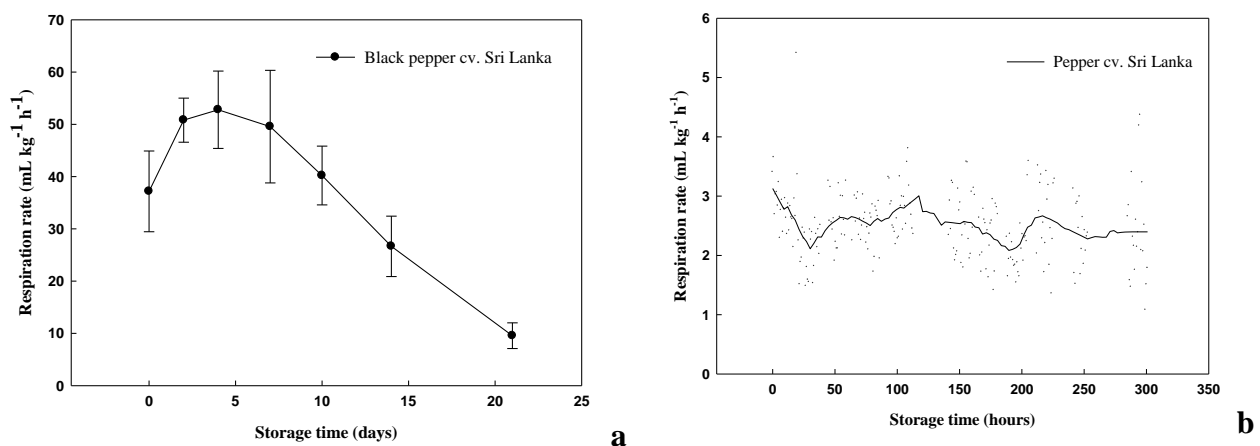 70
60
50
40
30
20
10
0
0 5 10 15 20 25
Respiration rate (mL kg-1 h-1)
Storage time (days)
Black pepper cv. Sri Lanka
a
6
5
4
3
2
1
0
0 50 100 150 200 250 300 350
Respiration rate (mL kg-1 h-1)
Storage time (hours)
Pepper cv. Sri Lanka
b